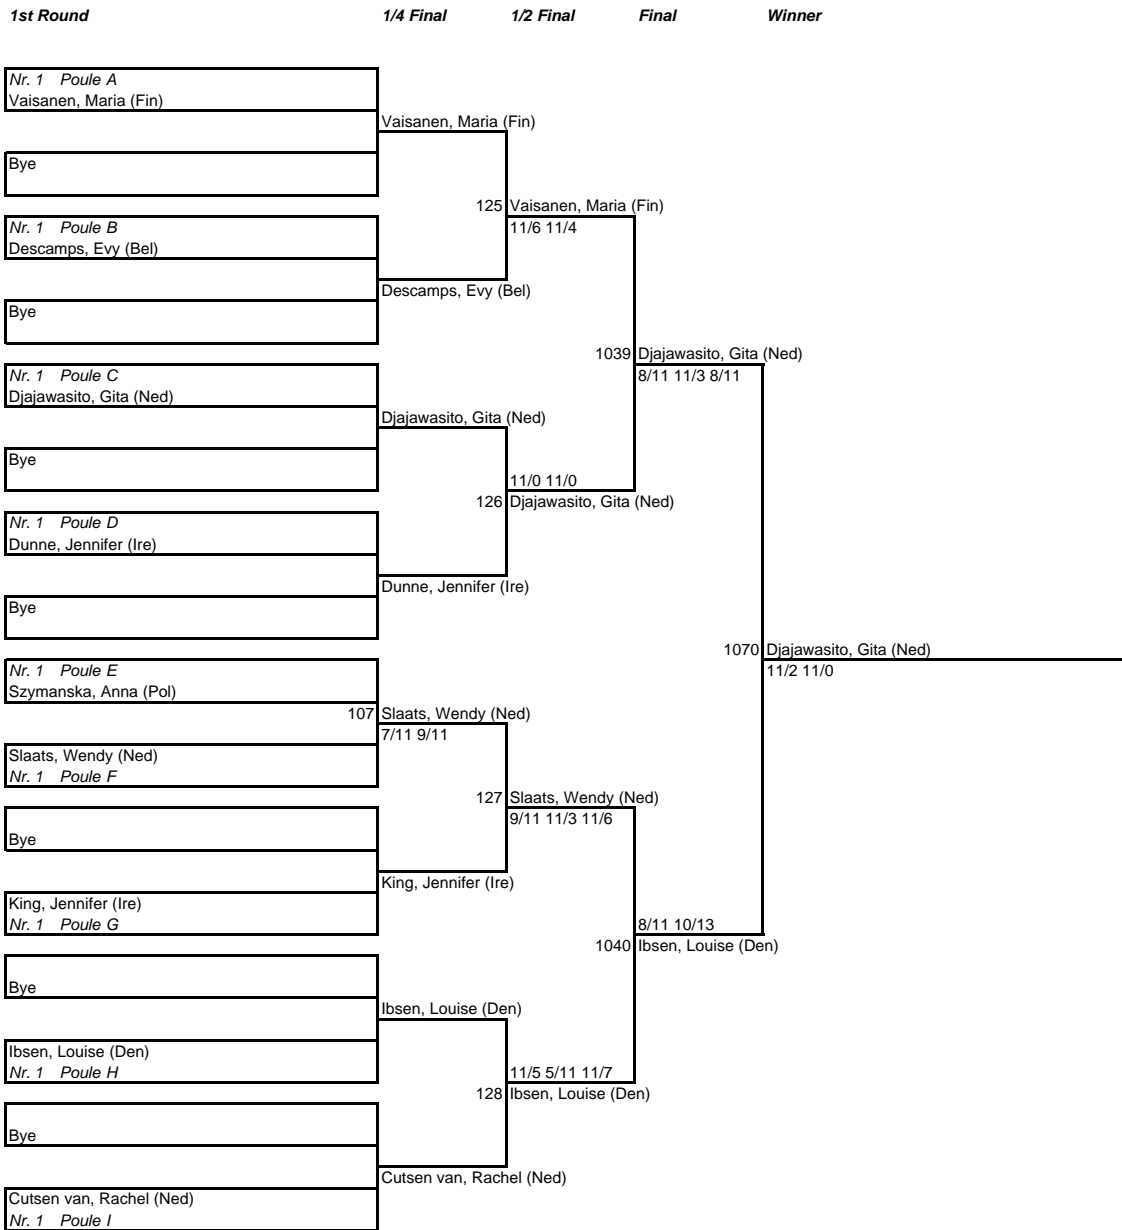 1st Round 1/4 Final 1/2 Final Final Winner
Nr. 1 Poule A
Vaisanen, Maria (Fin)
Vaisanen, Maria (Fin)
Bye
125 Vaisanen, Maria (Fin)
Nr. 1 Poule B
11/6 11/4
Descamps, Evy (Bel)
Descamps, Evy (Bel)
Bye
1039 Djajawasito, Gita (Ned)
Nr. 1 Poule C
8/11 11/3 8/11
Djajawasito, Gita (Ned)
Djajawasito, Gita (Ned)
Bye
11/0 11/0
126 Djajawasito, Gita (Ned)
Nr. 1 Poule D
Dunne, Jennifer (Ire)
Dunne, Jennifer (Ire)
Bye
1070 Djajawasito, Gita (Ned)
Nr. 1 Poule E
11/2 11/0
Szymanska, Anna (Pol)
107 Slaats, Wendy (Ned)
7/11 9/11
Slaats, Wendy (Ned)
Nr. 1 Poule F
127 Slaats, Wendy (Ned)
9/11 11/3 11/6
Bye
King, Jennifer (Ire)
King, Jennifer (Ire)
Nr. 1 Poule G
8/11 10/13
1040 Ibsen, Louise (Den)
Bye
Ibsen, Louise (Den)
Ibsen, Louise (Den)
Nr. 1 Poule H
11/5 5/11 11/7
128 Ibsen, Louise (Den)
Bye
Cutsen van, Rachel (Ned)
Cutsen van, Rachel (Ned)
Nr. 1 Poule I